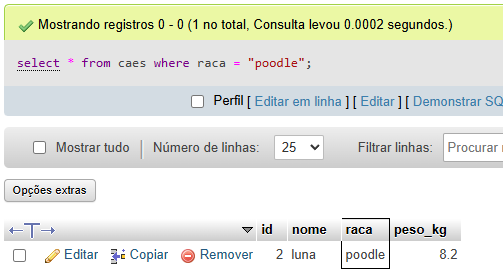 Mostrando registros 0 - 0 (1 no total, Consulta levou 0.0002 segundos.)
select * from caes where raca = "poodle";
Perfil [ Editar em linha ] [ Editar ] [ Demonstrar SQ
Mostrar tudo Número de linhas: 25 Filtrar linhas: Procurar
Opções extras
←T→ id nome raca peso_kg
Editar Copiar Remover 2 luna poodle 8.2